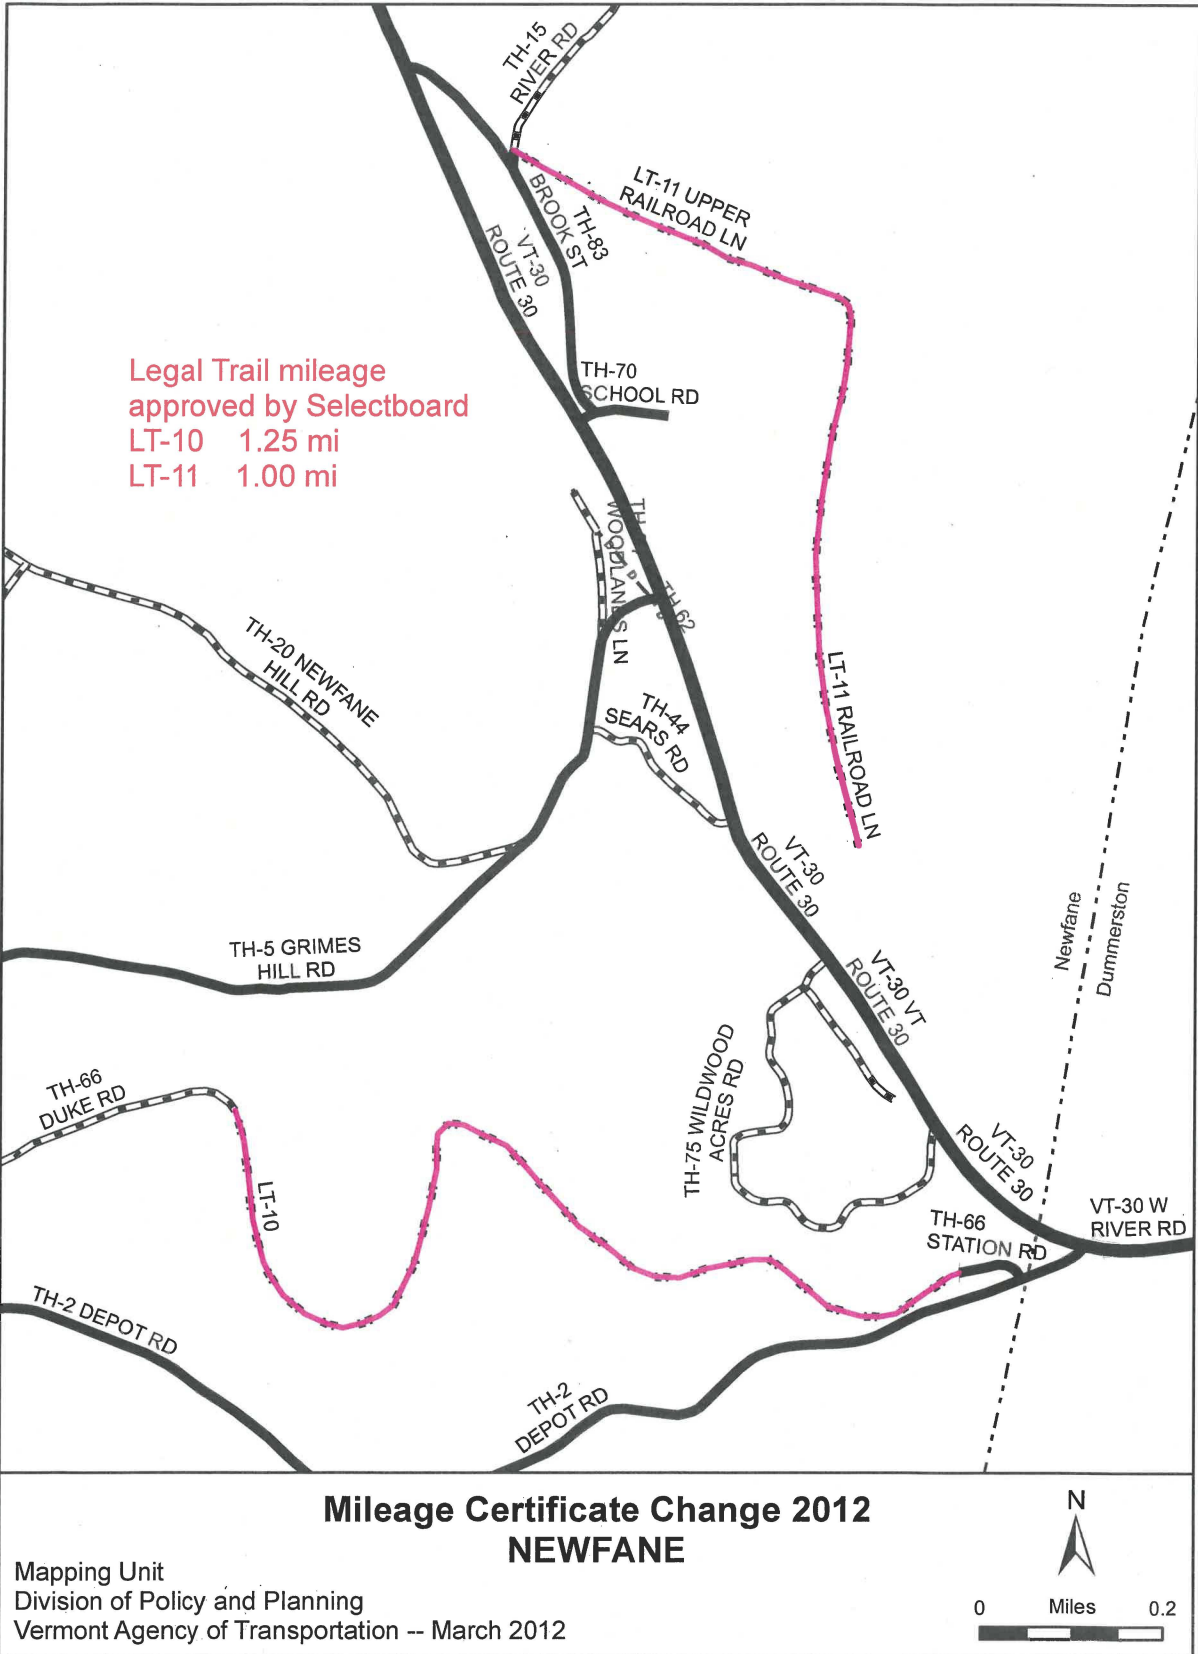 TH-15
RIVER RD
LT-11 UPPER
RAILROAD LN
TH-83
BROOK ST
VT-30
ROUTE 30
Legal Trail mileage
approved by Selectboard
LT-10 1.25 mi
LT-11 1.00 mi
TH-70
SCHOOL RD
WOODLANDS LN
TH-62
TH-20 NEWFANE
HILL RD
TH-44
SEARS RD
LT-11 RAILROAD LN
VT-30
ROUTE 30
Newfane
Dummerston
TH-5 GRIMES
HILL RD
VT-30 VT
ROUTE 30
TH-75 WILDWOOD
ACRES RD
TH-66
DUKE RD
VT-30
ROUTE 30
LT-10
VT-30 W
RIVER RD
TH-66
STATION RD
TH-2 DEPOT RD
TH-2
DEPOT RD
Mileage Certificate Change 2012
NEWFANE
N
Mapping Unit
Division of Policy and Planning
Vermont Agency of Transportation -- March 2012
0 Miles 0.2